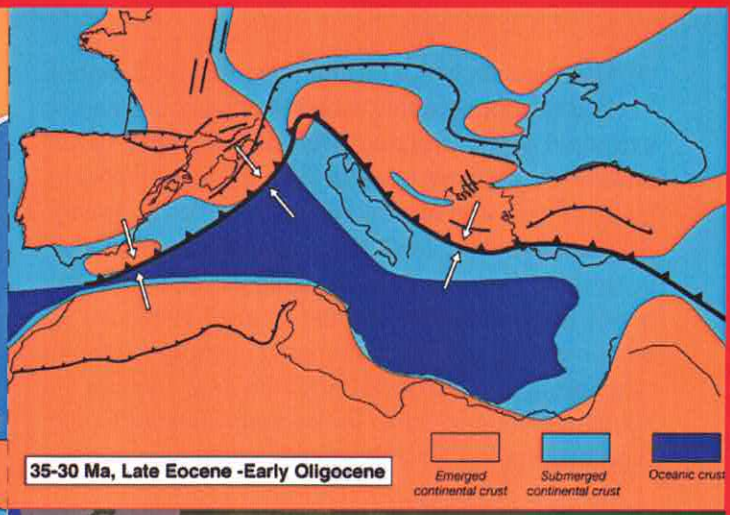 35-30 Ma, Late Eocene -Early Oligocene
Emerged
continental crust
Submerged
continental crust
Oceanic crust